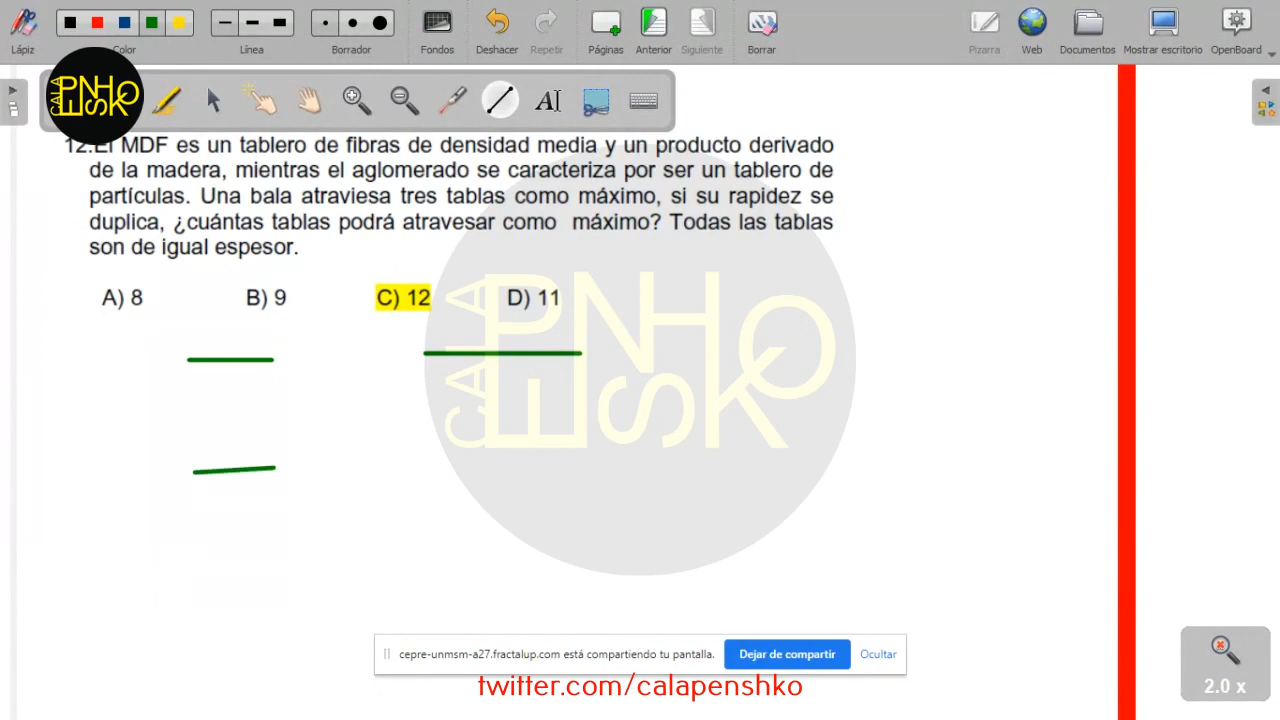 Lápiz
Color
Línea
Borrador
Fondos
Deshacer
Repetir
Páginas
Anterior
Siguiente
Borrar
Pizarra
Web
Documentos
Mostrar escritorio
OpenBoard
CALA PENSHKO
12.El MDF es un tablero de fibras de densidad media y un producto derivado
de la madera, mientras el aglomerado se caracteriza por ser un tablero de
partículas. Una bala atraviesa tres tablas como máximo, si su rapidez se
duplica, ¿cuántas tablas podrá atravesar como máximo? Todas las tablas
son de igual espesor.
A) 8 B) 9 C) 12 D) 11
CALA PENSHKO
cepre-unmsm-a27.fractalup.com está compartiendo tu pantalla. Dejar de compartir Ocultar
twitter.com/calapenshko
2.0 x